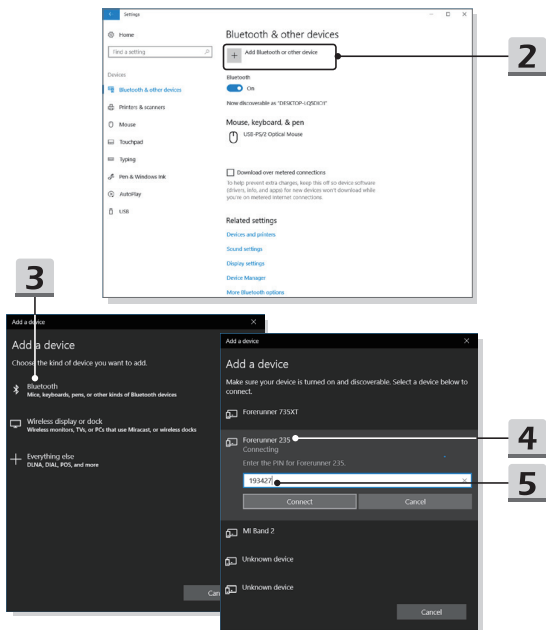 Settings
Home
Find a setting
Devices
Bluetooth & other devices
Printers & scanners
Mouse
Touchpad
Typing
Pen & Windows Ink
AutoPlay
USB
Bluetooth & other devices
Add Bluetooth or other device
Bluetooth
On
Now discoverable as "DESKTOP-LQ5DIO1"
Mouse, keyboard, & pen
USB-PS/2 Optical Mouse
Download over metered connections
To help prevent extra charges, keep this off so device software
(drivers, info, and apps) for new devices won't download while
you're on metered Internet connections.
Related settings
Devices and printers
Sound settings
Display settings
Device Manager
More Bluetooth options
2
3
Add a device
Add a device
Choose the kind of device you want to add.
Bluetooth
Mice, keyboards, pens, or other kinds of Bluetooth devices
Wireless display or dock
Wireless monitors, TVs, or PCs that use Miracast, or wireless docks
Everything else
DLNA, DIAL, POS, and more
Can
Add a device
Add a device
Make sure your device is turned on and discoverable. Select a device below to
connect.
Forerunner 735XT
Forerunner 235
Connecting
Enter the PIN for Forerunner 235.
193427
Connect Cancel
MI Band 2
Unknown device
Unknown device
Cancel
4
5